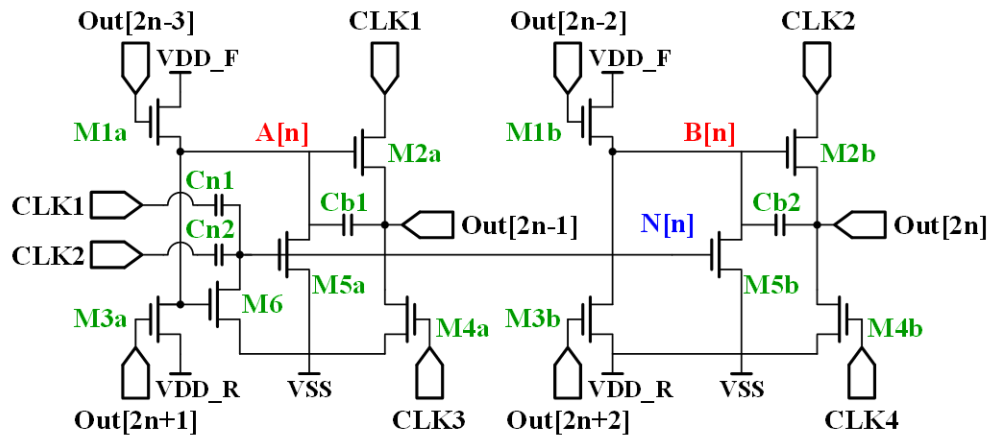 Out[2n-3] CLK1 Out[2n-2] CLK2
VDD_F VDD_F
M1a A[n] M1b B[n]
M2a M2b
Cn1
CLK1 Cb1 Cb2
Cn2 Out[2n-1] N[n] Out[2n]
CLK2
M5a M5b
M6
M3a M4a M3b M4b
VDD_R VSS VDD_R VSS
Out[2n+1] CLK3 Out[2n+2] CLK4